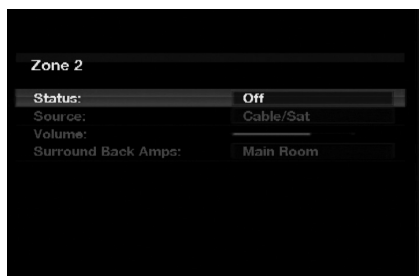 Zone 2
Status: Off
Source: Cable/Sat
Volume:
Surround Back Amps: Main Room